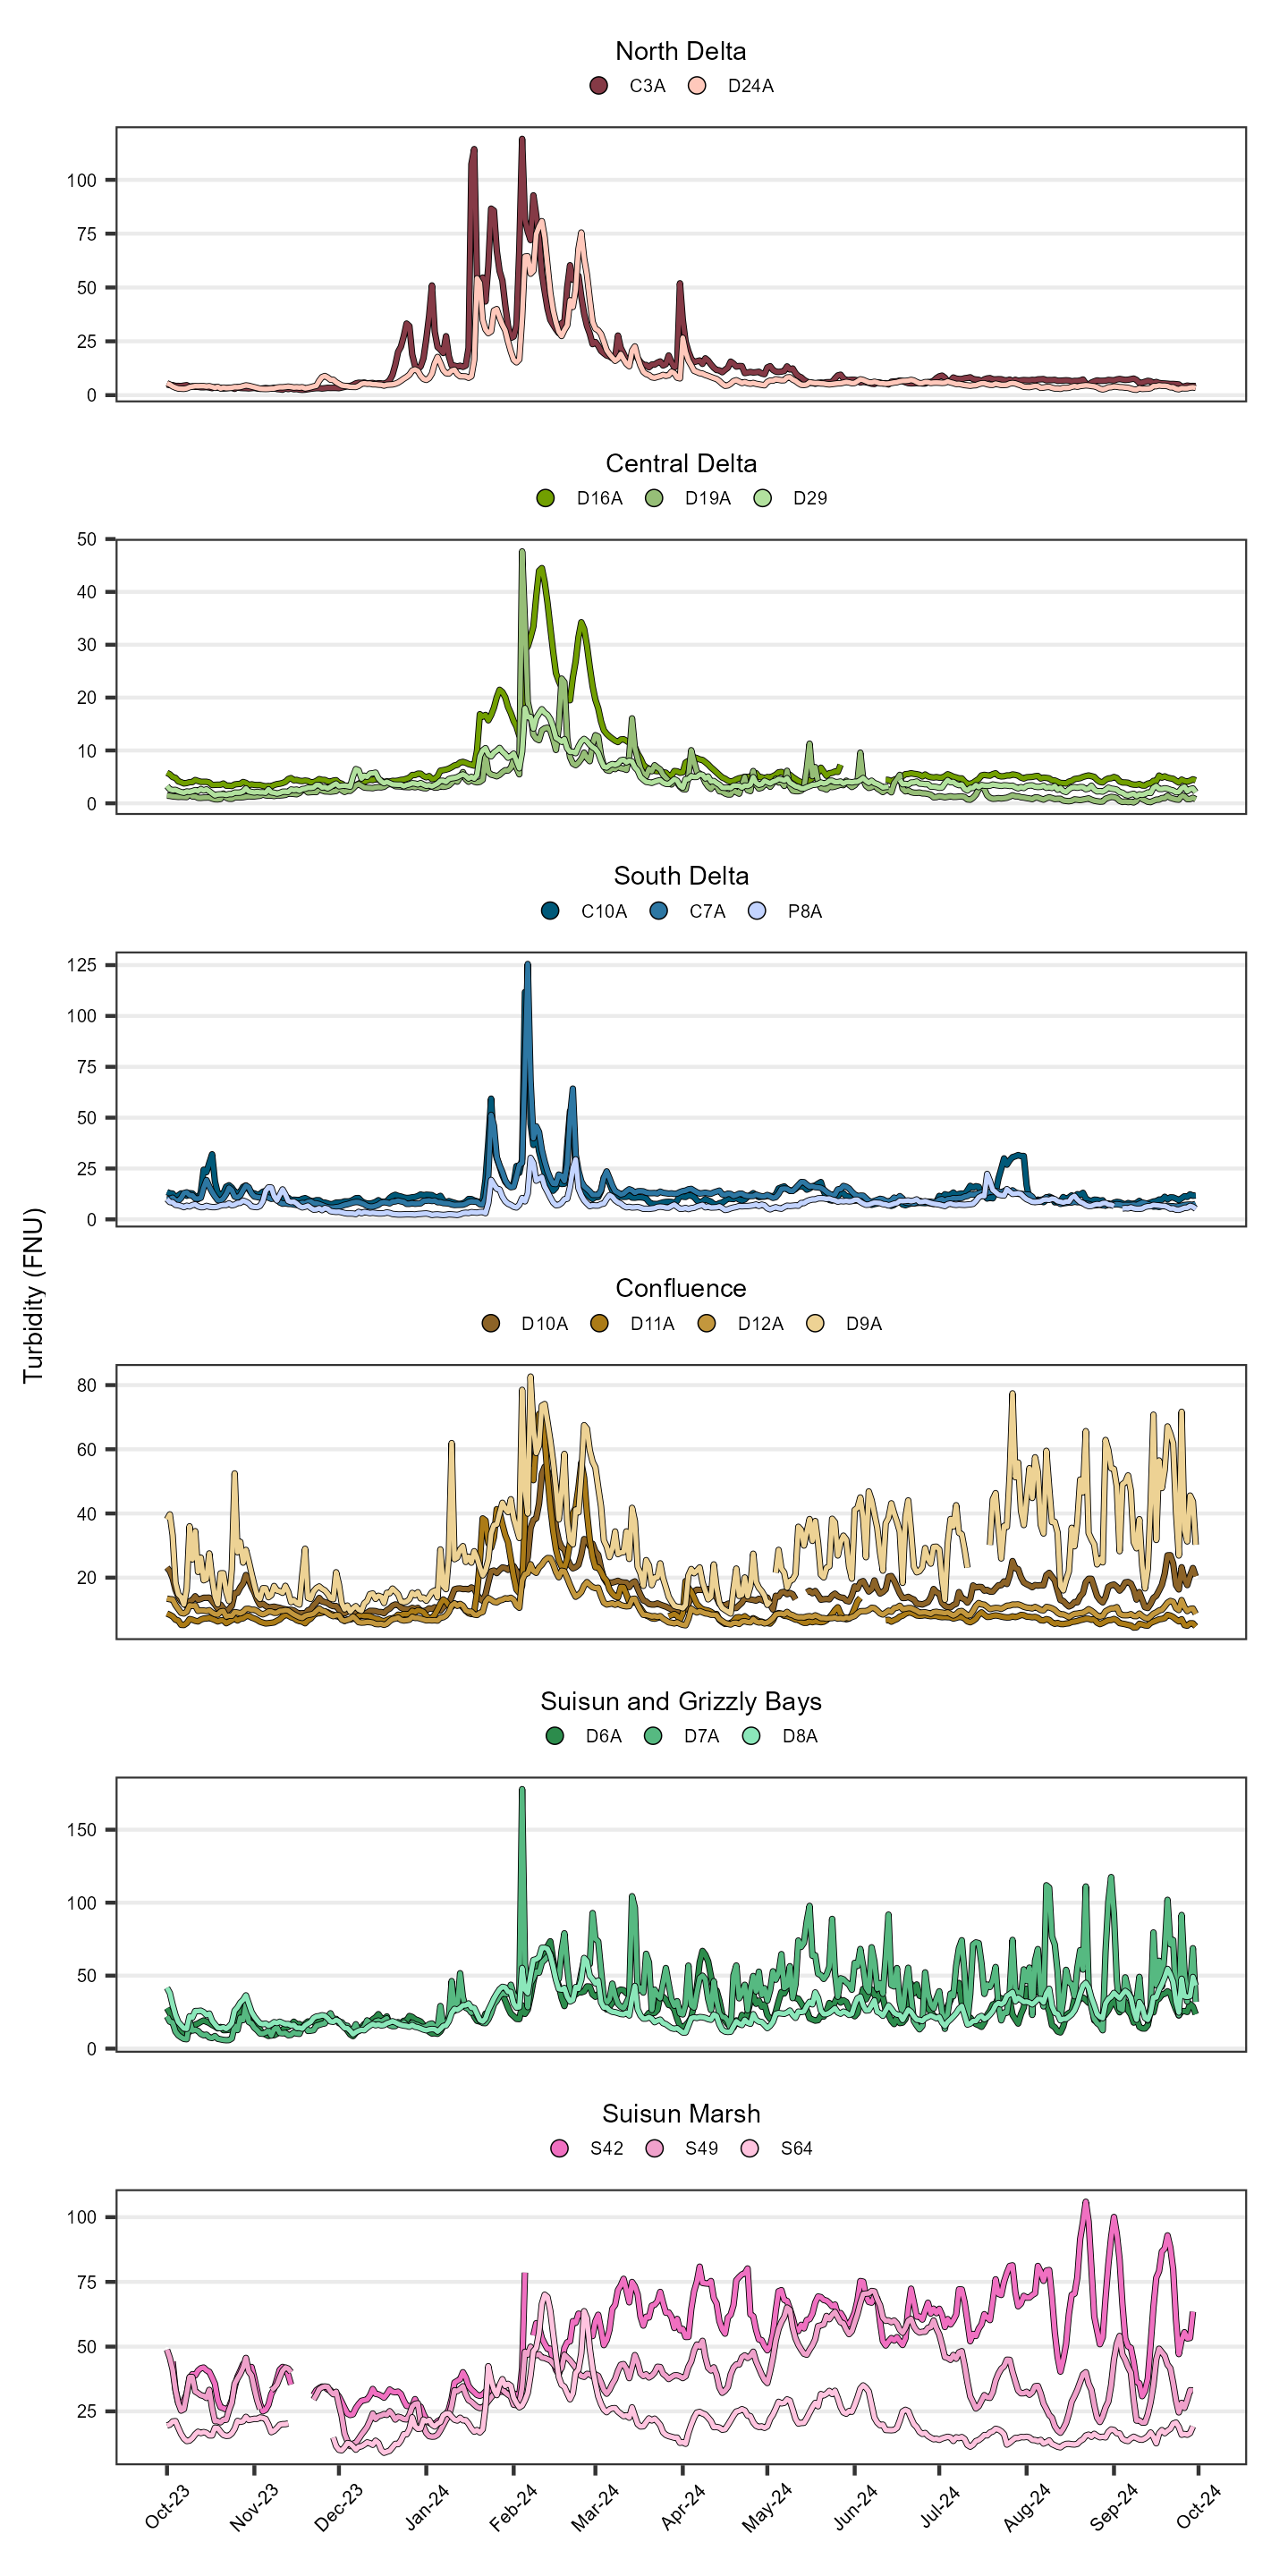 North Delta
C3A D24A
100
75
50
25
0
Central Delta
D16A D19A D29
50
40
30
20
10
0
South Delta
C10A C7A P8A
125
100
75
50
25
0
Turbidity (FNU)
Confluence
D10A D11A D12A D9A
80
60
40
20
Suisun and Grizzly Bays
D6A D7A D8A
150
100
50
0
Suisun Marsh
S42 S49 S64
100
75
50
25
Oct-23 Nov-23 Dec-23 Jan-24 Feb-24 Mar-24 Apr-24 May-24 Jun-24 Jul-24 Aug-24 Sep-24 Oct-24